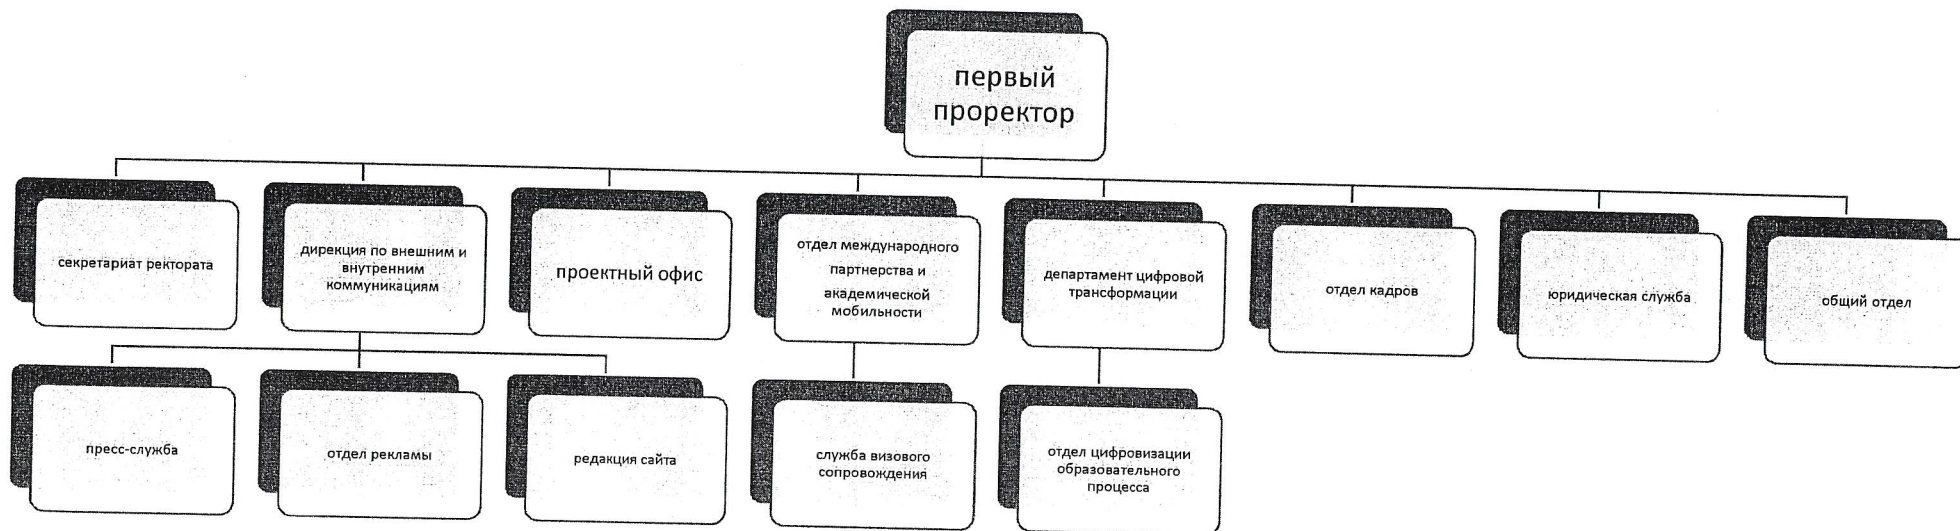 первый
проректор
секретариат ректората
дирекция по внешним и
внутренним
коммуникациям
проектный офис
отдел международного
партнерства и
академической
мобильности
департамент цифровой
трансформации
отдел кадров
юридическая служба
общий отдел
пресс-служба
отдел рекламы
редакция сайта
служба визового
сопровождения
отдел цифровизации
образовательного
процесса